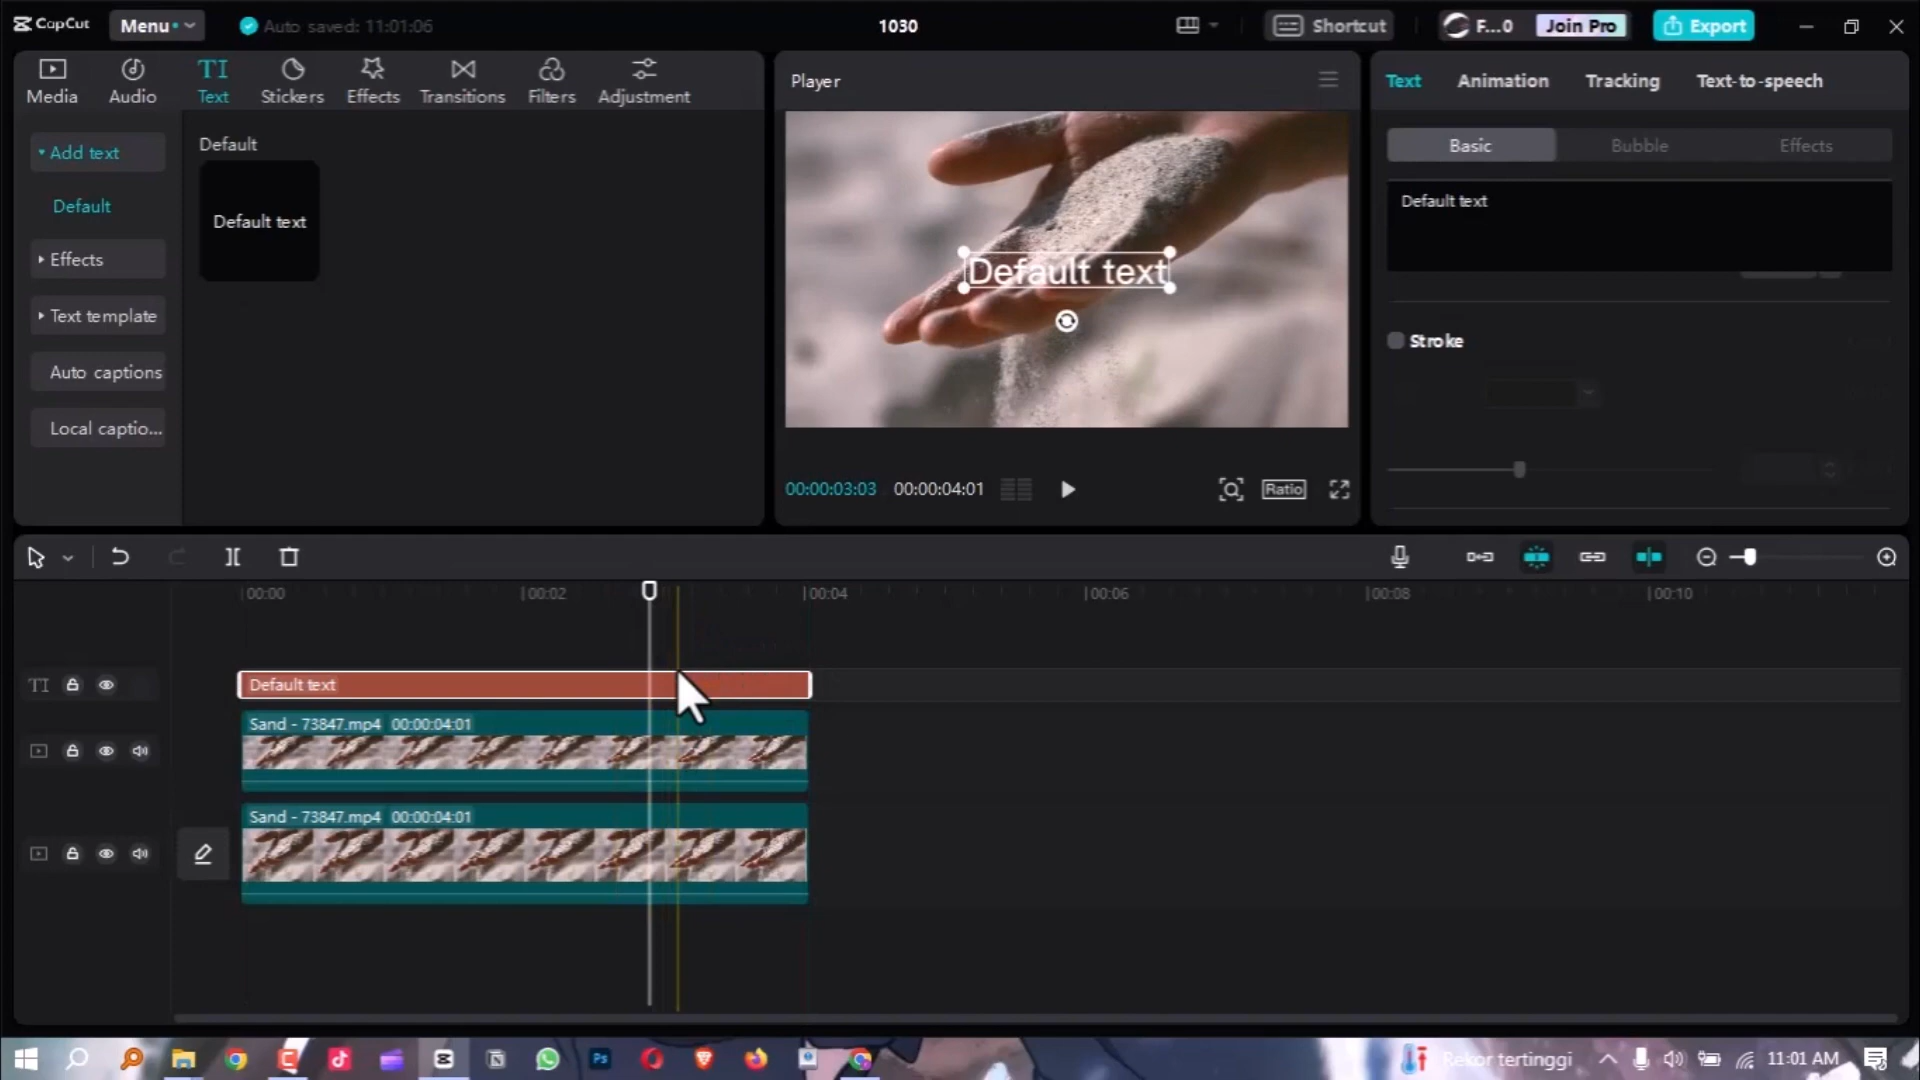 CapCut
Menu
Auto saved: 11:01:06
1030
Shortcut
F...0
Join Pro
Export
Media
Audio
TI
Text
Stickers
Effects
Transitions
Filters
Adjustment
Add text
Default
Effects
Text template
Auto captions
Local captio...
Default
Default text
Player
Default text
00:00:03:03
00:00:04:01
Ratio
Text
Animation
Tracking
Text-to-speech
Basic
Bubble
Effects
Default text
Stroke
00:00
00:02
00:04
00:06
00:08
00:10
TI
Default text
Sand - 73847.mp4 00:00:04:01
Sand - 73847.mp4 00:00:04:01
Ps
Rekor tertinggi
11:01 AM